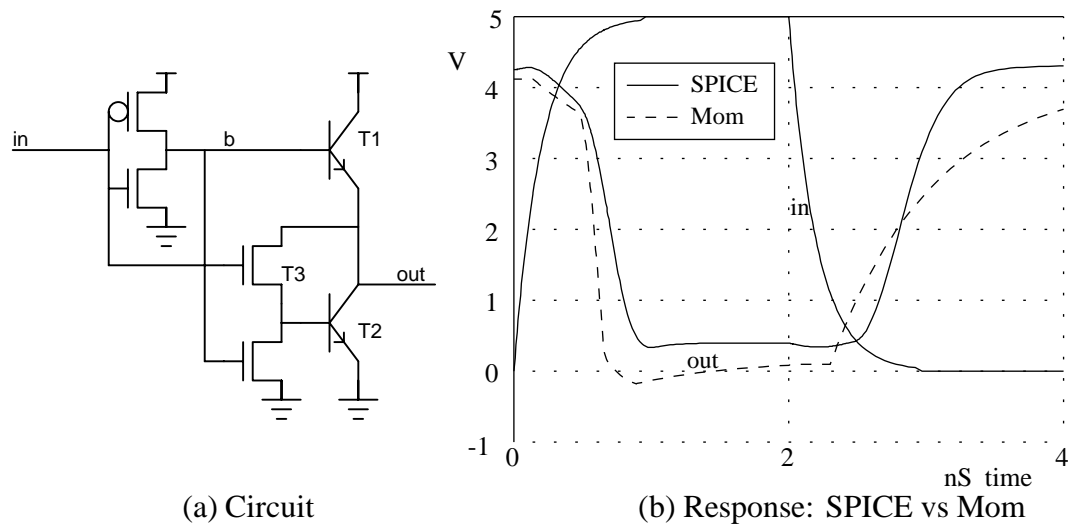 in
b
T1
T3
out
T2
(a) Circuit
V
5
4
3
2
1
0
-1
SPICE
Mom
in
out
0
2
4
nS time
(b) Response: SPICE vs Mom